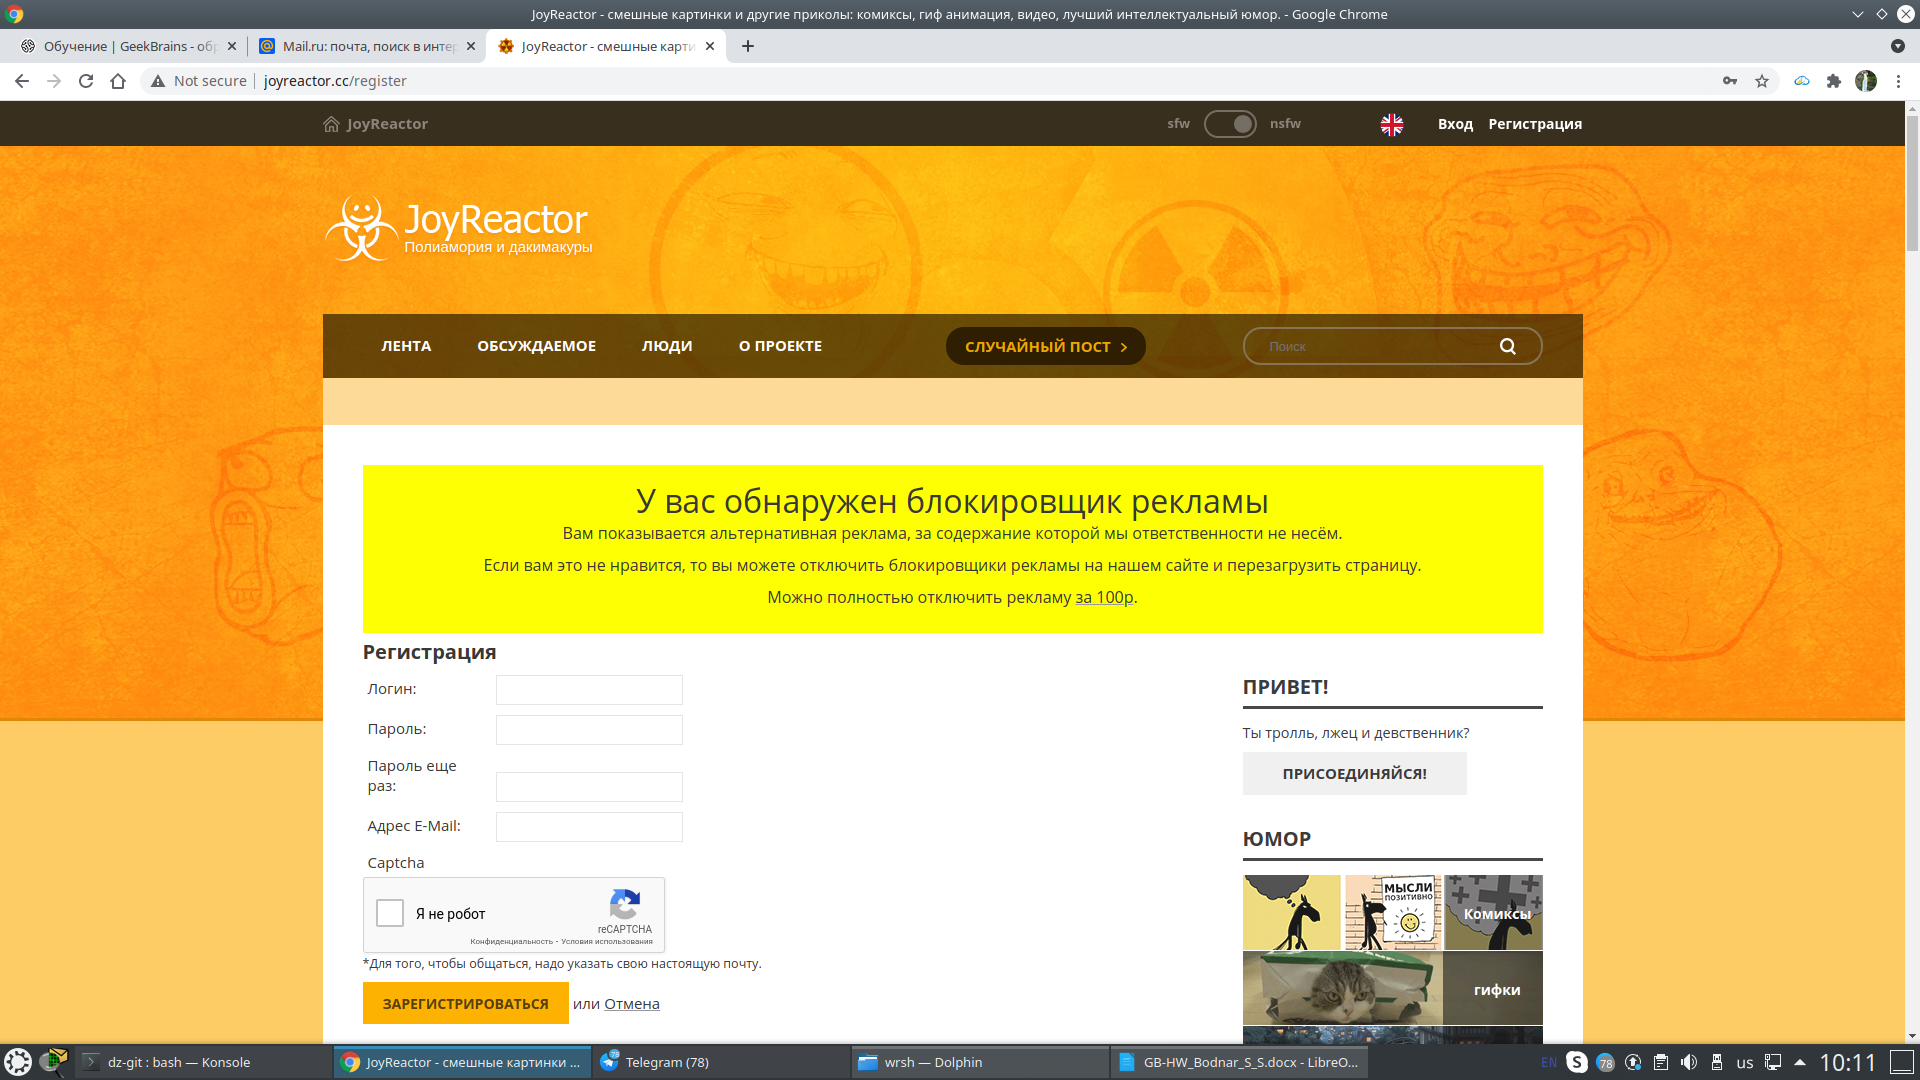 JoyReactor - смешные картинки и другие приколы: комиксы, гиф анимация, видео, лучший интеллектуальный юмор. - Google Chrome
Обучение | GeekBrains - обр
Mail.ru: почта, поиск в интер
JoyReactor - смешные карти
Not secure
joyreactor.cc/register
JoyReactor
sfw
nsfw
Вход
Регистрация
JoyReactor
Полиамория и дакимакуры
ЛЕНТА
ОБСУЖДАЕМОЕ
ЛЮДИ
О ПРОЕКТЕ
СЛУЧАЙНЫЙ ПОСТ
Поиск
У вас обнаружен блокировщик рекламы
Вам показывается альтернативная реклама, за содержание которой мы ответственности не несём.
Если вам это не нравится, то вы можете отключить блокировщики рекламы на нашем сайте и перезагрузить страницу.
Можно полностью отключить рекламу за 100р.
Регистрация
Логин:
Пароль:
Пароль еще
раз:
Адрес E-Mail:
Captcha
Я не робот
reCAPTCHA
Конфиденциальность - Условия использования
*Для того, чтобы общаться, надо указать свою настоящую почту.
ЗАРЕГИСТРИРОВАТЬСЯ или Отмена
ПРИВЕТ!
Ты тролль, лжец и девственник?
ПРИСОЕДИНЯЙСЯ!
ЮМОР
МЫСЛИ
ПОЗИТИВНО
Комиксы
гифки
dz-git : bash — Konsole
JoyReactor - смешные картинки ...
78
Telegram (78)
wrsh — Dolphin
GB-HW_Bodnar_S_S.docx - LibreO...
EN
S
78
us
10:11